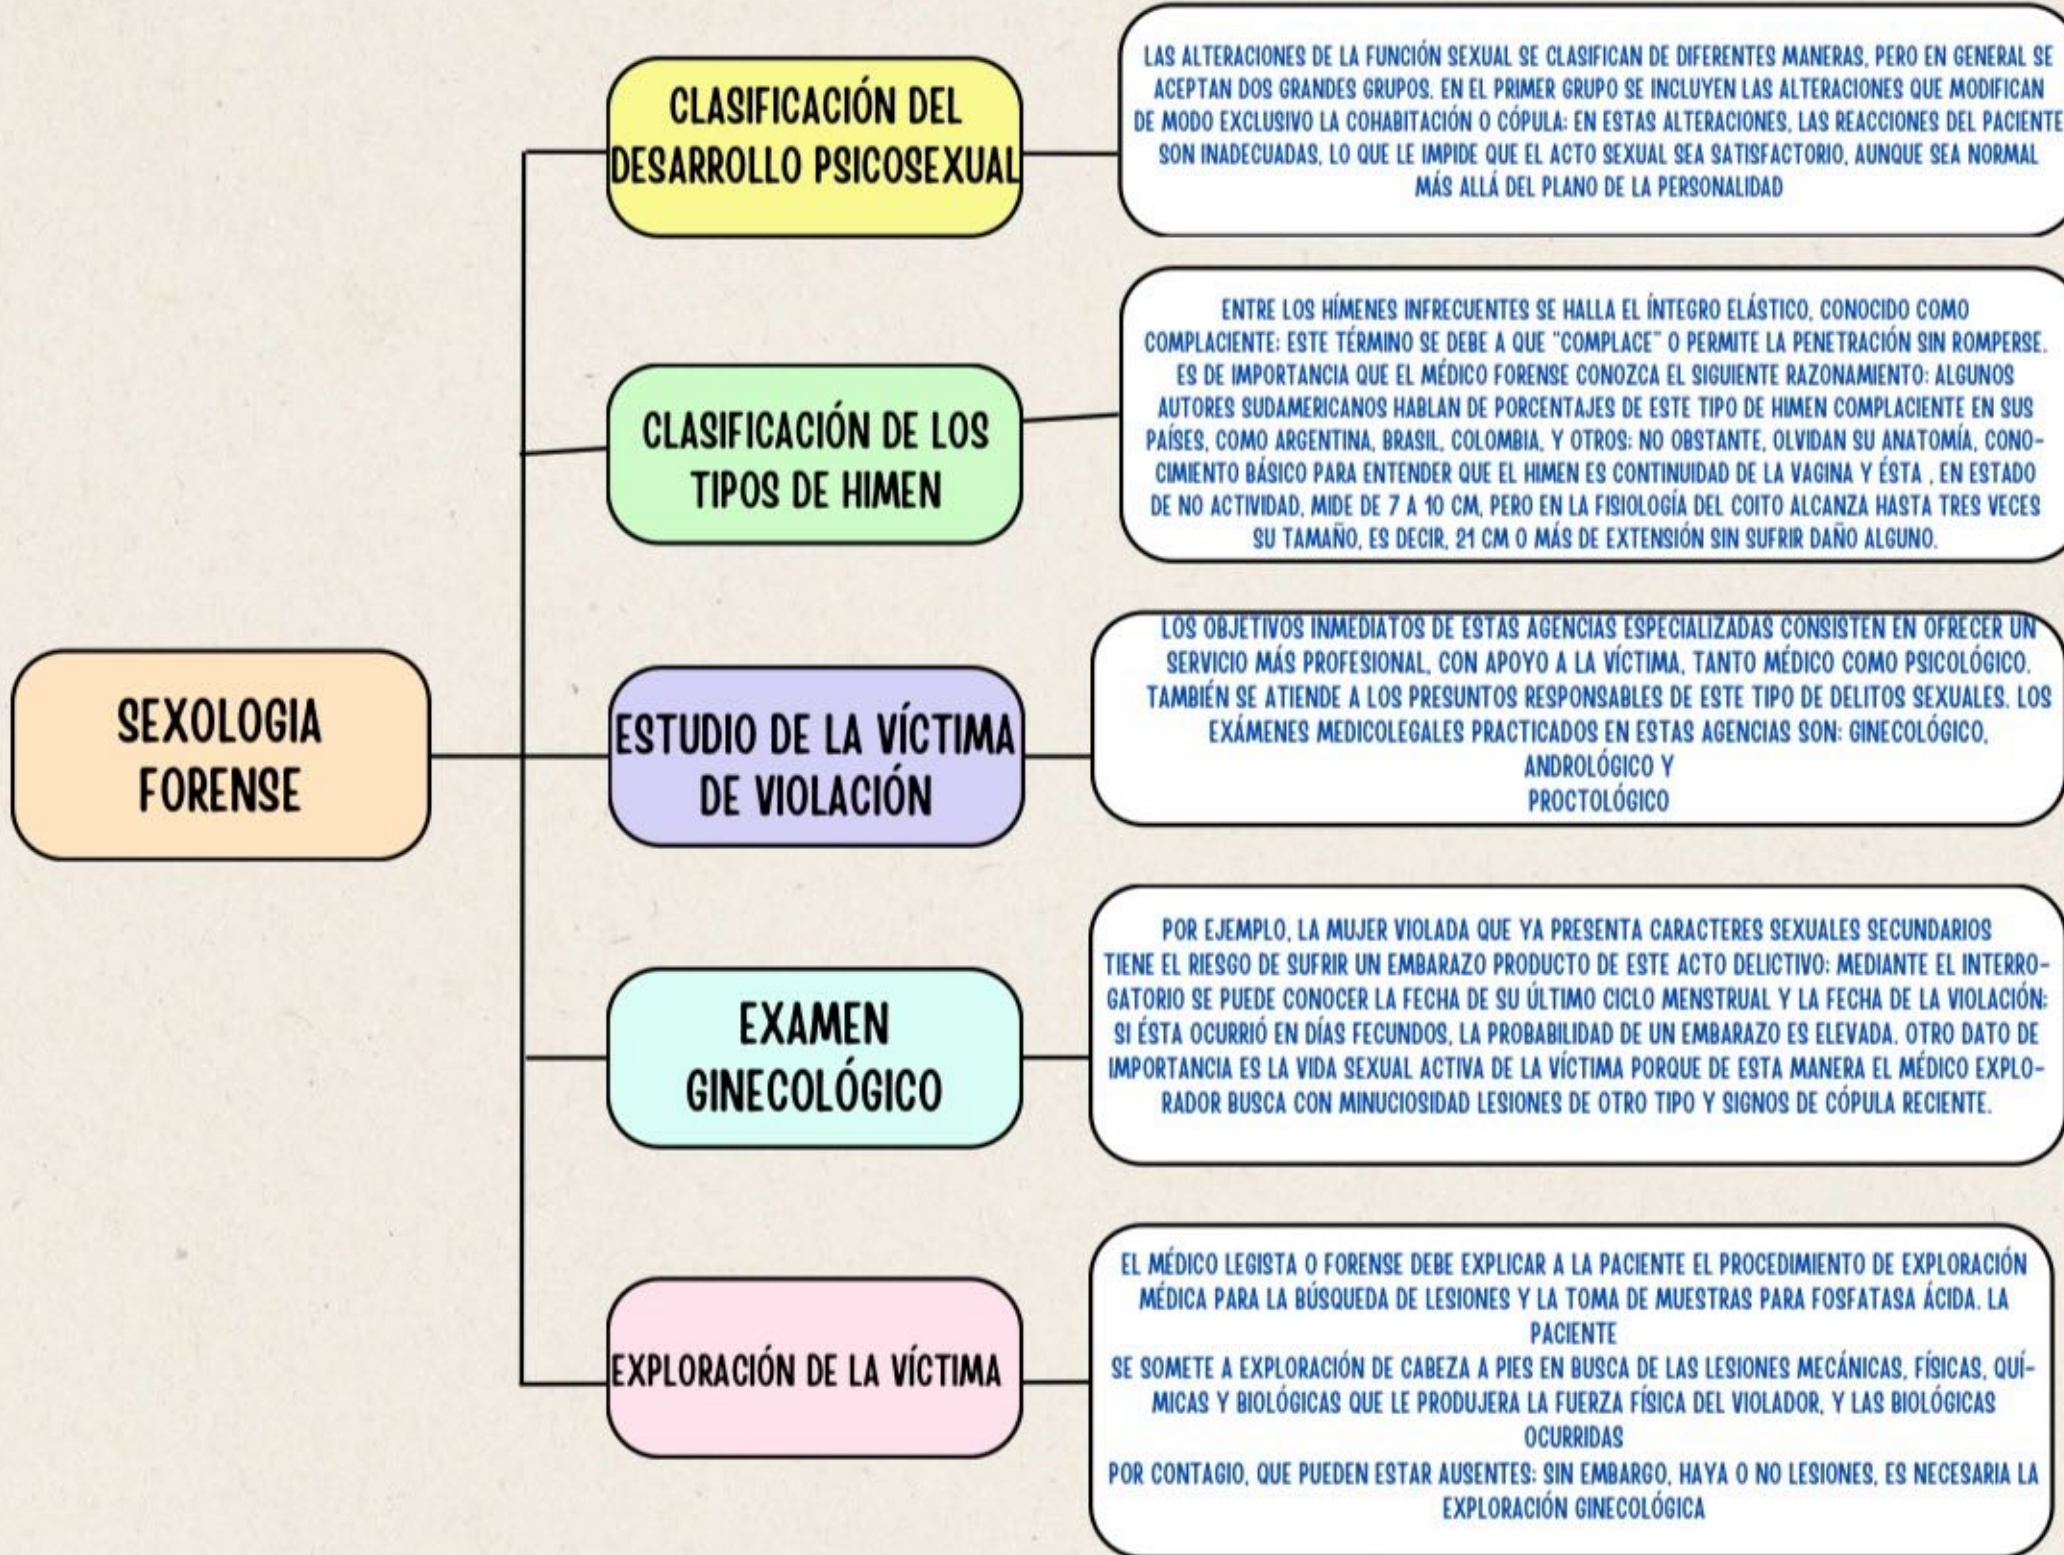 SEXOLOGIA
FORENSE
CLASIFICACIÓN DEL
DESARROLLO PSICOSEXUAL
LAS ALTERACIONES DE LA FUNCIÓN SEXUAL SE CLASIFICAN DE DIFERENTES MANERAS, PERO EN GENERAL SE
ACEPTAN DOS GRANDES GRUPOS. EN EL PRIMER GRUPO SE INCLUYEN LAS ALTERACIONES QUE MODIFICAN
DE MODO EXCLUSIVO LA COHABITACIÓN O CÓPULA: EN ESTAS ALTERACIONES, LAS REACCIONES DEL PACIENTE
SON INADECUADAS, LO QUE LE IMPIDE QUE EL ACTO SEXUAL SEA SATISFACTORIO, AUNQUE SEA NORMAL
MÁS ALLÁ DEL PLANO DE LA PERSONALIDAD
CLASIFICACIÓN DE LOS
TIPOS DE HIMEN
ENTRE LOS HÍMENES INFRECUENTES SE HALLA EL ÍNTEGRO ELÁSTICO, CONOCIDO COMO
COMPLACIENTE: ESTE TÉRMINO SE DEBE A QUE "COMPLACE" O PERMITE LA PENETRACIÓN SIN ROMPERSE.
ES DE IMPORTANCIA QUE EL MÉDICO FORENSE CONOZCA EL SIGUIENTE RAZONAMIENTO: ALGUNOS
AUTORES SUDAMERICANOS HABLAN DE PORCENTAJES DE ESTE TIPO DE HIMEN COMPLACIENTE EN SUS
PAÍSES, COMO ARGENTINA, BRASIL, COLOMBIA, Y OTROS: NO OBSTANTE, OLVIDAN SU ANATOMÍA, CONO-
CIMIENTO BÁSICO PARA ENTENDER QUE EL HIMEN ES CONTINUIDAD DE LA VAGINA Y ÉSTA , EN ESTADO
DE NO ACTIVIDAD, MIDE DE 7 A 10 CM, PERO EN LA FISIOLOGÍA DEL COITO ALCANZA HASTA TRES VECES
SU TAMAÑO, ES DECIR, 21 CM O MÁS DE EXTENSIÓN SIN SUFRIR DAÑO ALGUNO.
ESTUDIO DE LA VÍCTIMA
DE VIOLACIÓN
LOS OBJETIVOS INMEDIATOS DE ESTAS AGENCIAS ESPECIALIZADAS CONSISTEN EN OFRECER UN
SERVICIO MÁS PROFESIONAL, CON APOYO A LA VÍCTIMA, TANTO MÉDICO COMO PSICOLÓGICO.
TAMBIÉN SE ATIENDE A LOS PRESUNTOS RESPONSABLES DE ESTE TIPO DE DELITOS SEXUALES. LOS
EXÁMENES MEDICOLEGALES PRACTICADOS EN ESTAS AGENCIAS SON: GINECOLÓGICO,
ANDROLÓGICO Y
PROCTOLÓGICO
EXAMEN
GINECOLÓGICO
POR EJEMPLO, LA MUJER VIOLADA QUE YA PRESENTA CARACTERES SEXUALES SECUNDARIOS
TIENE EL RIESGO DE SUFRIR UN EMBARAZO PRODUCTO DE ESTE ACTO DELICTIVO: MEDIANTE EL INTERRO-
GATORIO SE PUEDE CONOCER LA FECHA DE SU ÚLTIMO CICLO MENSTRUAL Y LA FECHA DE LA VIOLACIÓN:
SI ÉSTA OCURRIÓ EN DÍAS FECUNDOS, LA PROBABILIDAD DE UN EMBARAZO ES ELEVADA. OTRO DATO DE
IMPORTANCIA ES LA VIDA SEXUAL ACTIVA DE LA VÍCTIMA PORQUE DE ESTA MANERA EL MÉDICO EXPLO-
RADOR BUSCA CON MINUCIOSIDAD LESIONES DE OTRO TIPO Y SIGNOS DE CÓPULA RECIENTE.
EXPLORACIÓN DE LA VÍCTIMA
EL MÉDICO LEGISTA O FORENSE DEBE EXPLICAR A LA PACIENTE EL PROCEDIMIENTO DE EXPLORACIÓN
MÉDICA PARA LA BÚSQUEDA DE LESIONES Y LA TOMA DE MUESTRAS PARA FOSFATASA ÁCIDA. LA
PACIENTE
SE SOMETE A EXPLORACIÓN DE CABEZA A PIES EN BUSCA DE LAS LESIONES MECÁNICAS, FÍSICAS, QUÍ-
MICAS Y BIOLÓGICAS QUE LE PRODUJERA LA FUERZA FÍSICA DEL VIOLADOR, Y LAS BIOLÓGICAS
OCURRIDAS
POR CONTAGIO, QUE PUEDEN ESTAR AUSENTES: SIN EMBARGO, HAYA O NO LESIONES, ES NECESARIA LA
EXPLORACIÓN GINECOLÓGICA